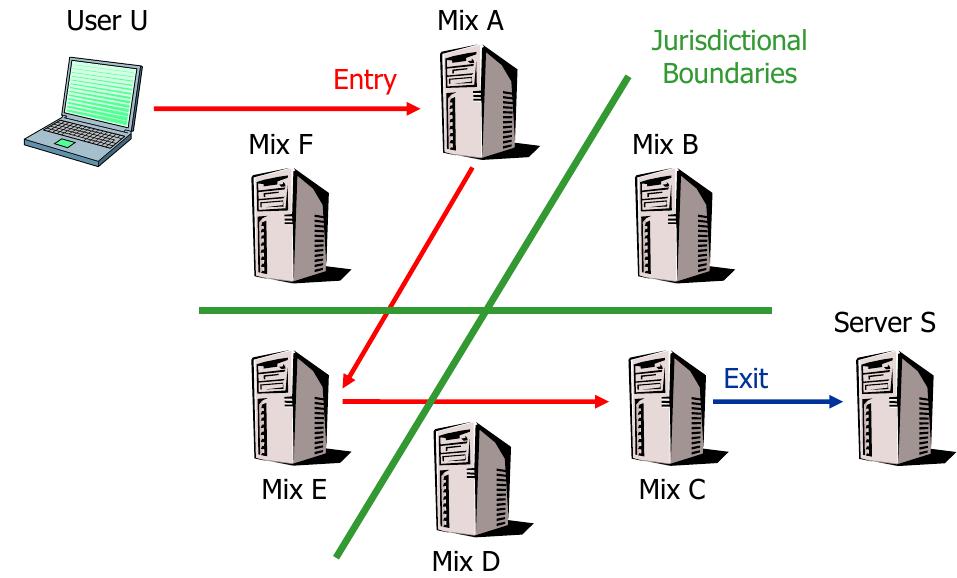 User U
Mix A
Jurisdictional
Boundaries
Entry
Mix F
Mix B
Server S
Exit
Mix E
Mix C
Mix D